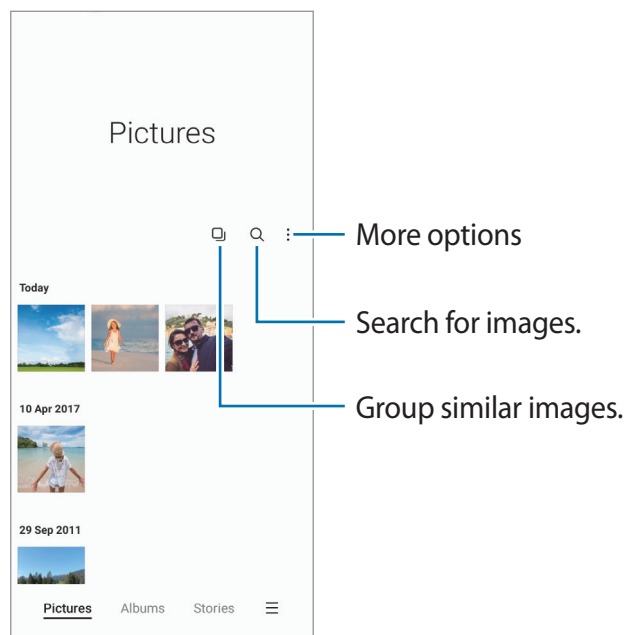 Pictures
More options
Today
Search for images.
Group similar images.
10 Apr 2017
29 Sep 2011
Pictures Albums Stories